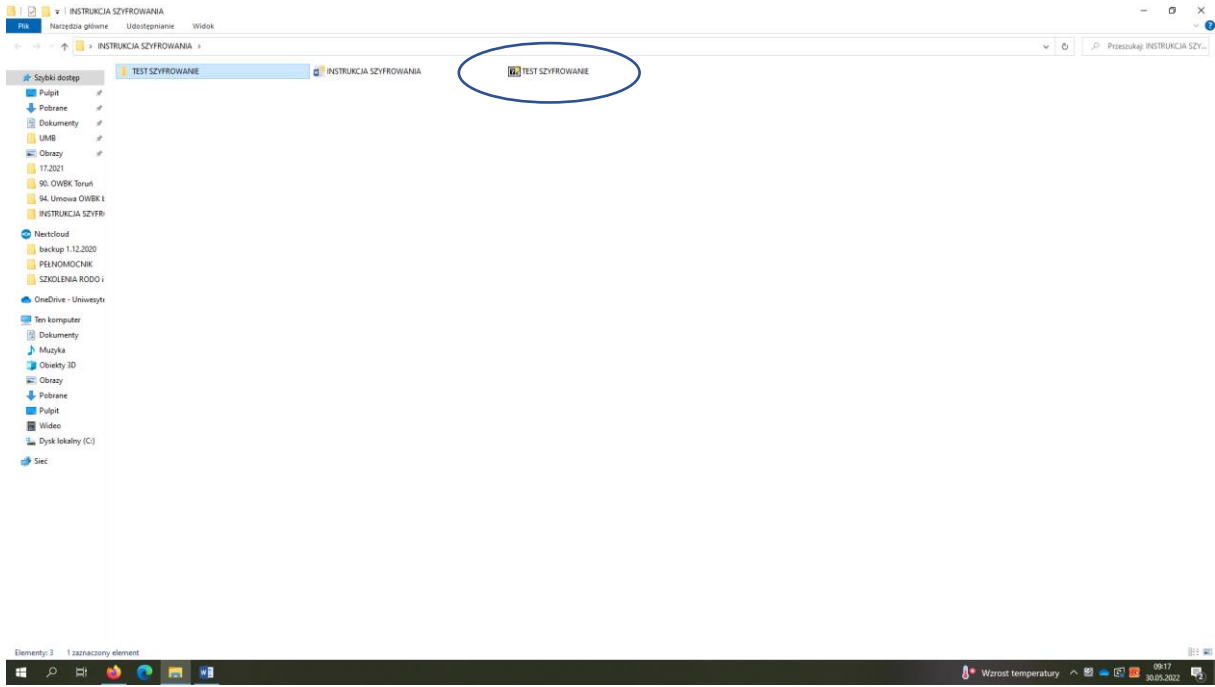 INSTRUKCJA SZYFROWANIA
Plik Narzędzia główne Udostępnianie Widok
INSTRUKCJA SZYFROWANIA
Przeszukaj: INSTRUKCJA SZY...
TEST SZYFROWANIE
INSTRUKCJA SZYFROWANIA
TEST SZYFROWANIE
Szybki dostęp
Pulpit
Pobrane
Dokumenty
UMB
Obrazy
17.2021
90. OWBK Toruń
94. Umowa OWBK b
INSTRUKCJA SZYFR
Nextcloud
backup 1.12.2020
PEŁNOMOCNIK
SZKOLENIA RODO i
OneDrive - Uniwersyte
Ten komputer
Dokumenty
Muzyka
Obiekty 3D
Obrazy
Pobrane
Pulpit
Wideo
Dysk lokalny (C:)
Sieć
Elementy: 3 1 zaznaczony element
Wzrost temperatury
09:17
30.05.2022